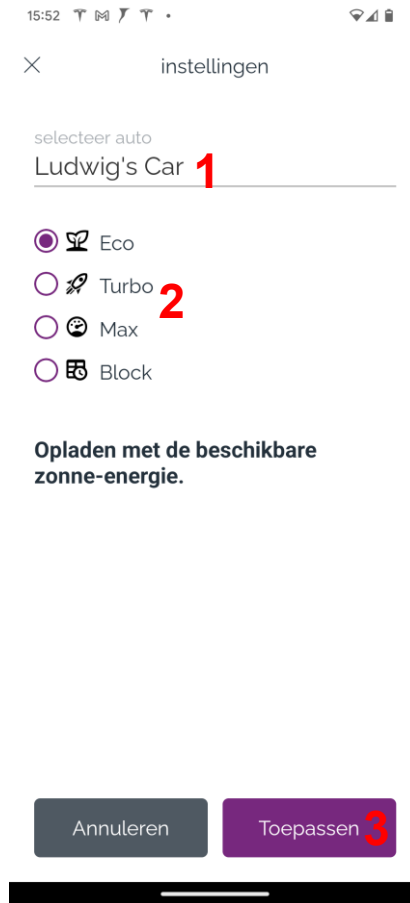 15:52
instellingen
selecteer auto
Ludwig's Car 1
Eco
Turbo 2
Max
Block
Opladen met de beschikbare
zonne-energie.
Annuleren Toepassen 3